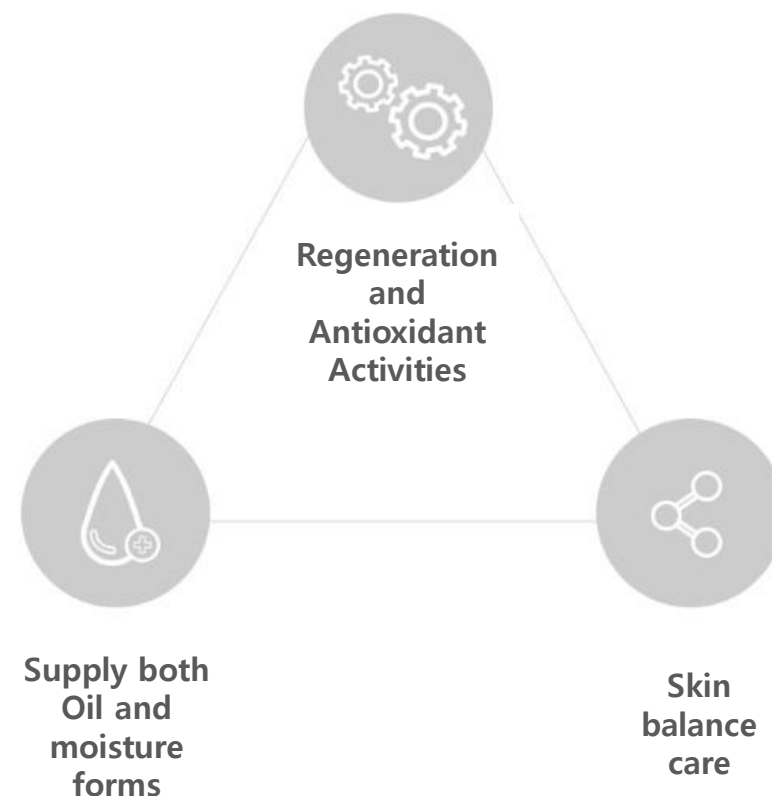 Regeneration
and
Antioxidant
Activities
Supply both
Oil and
moisture
forms
Skin
balance
care